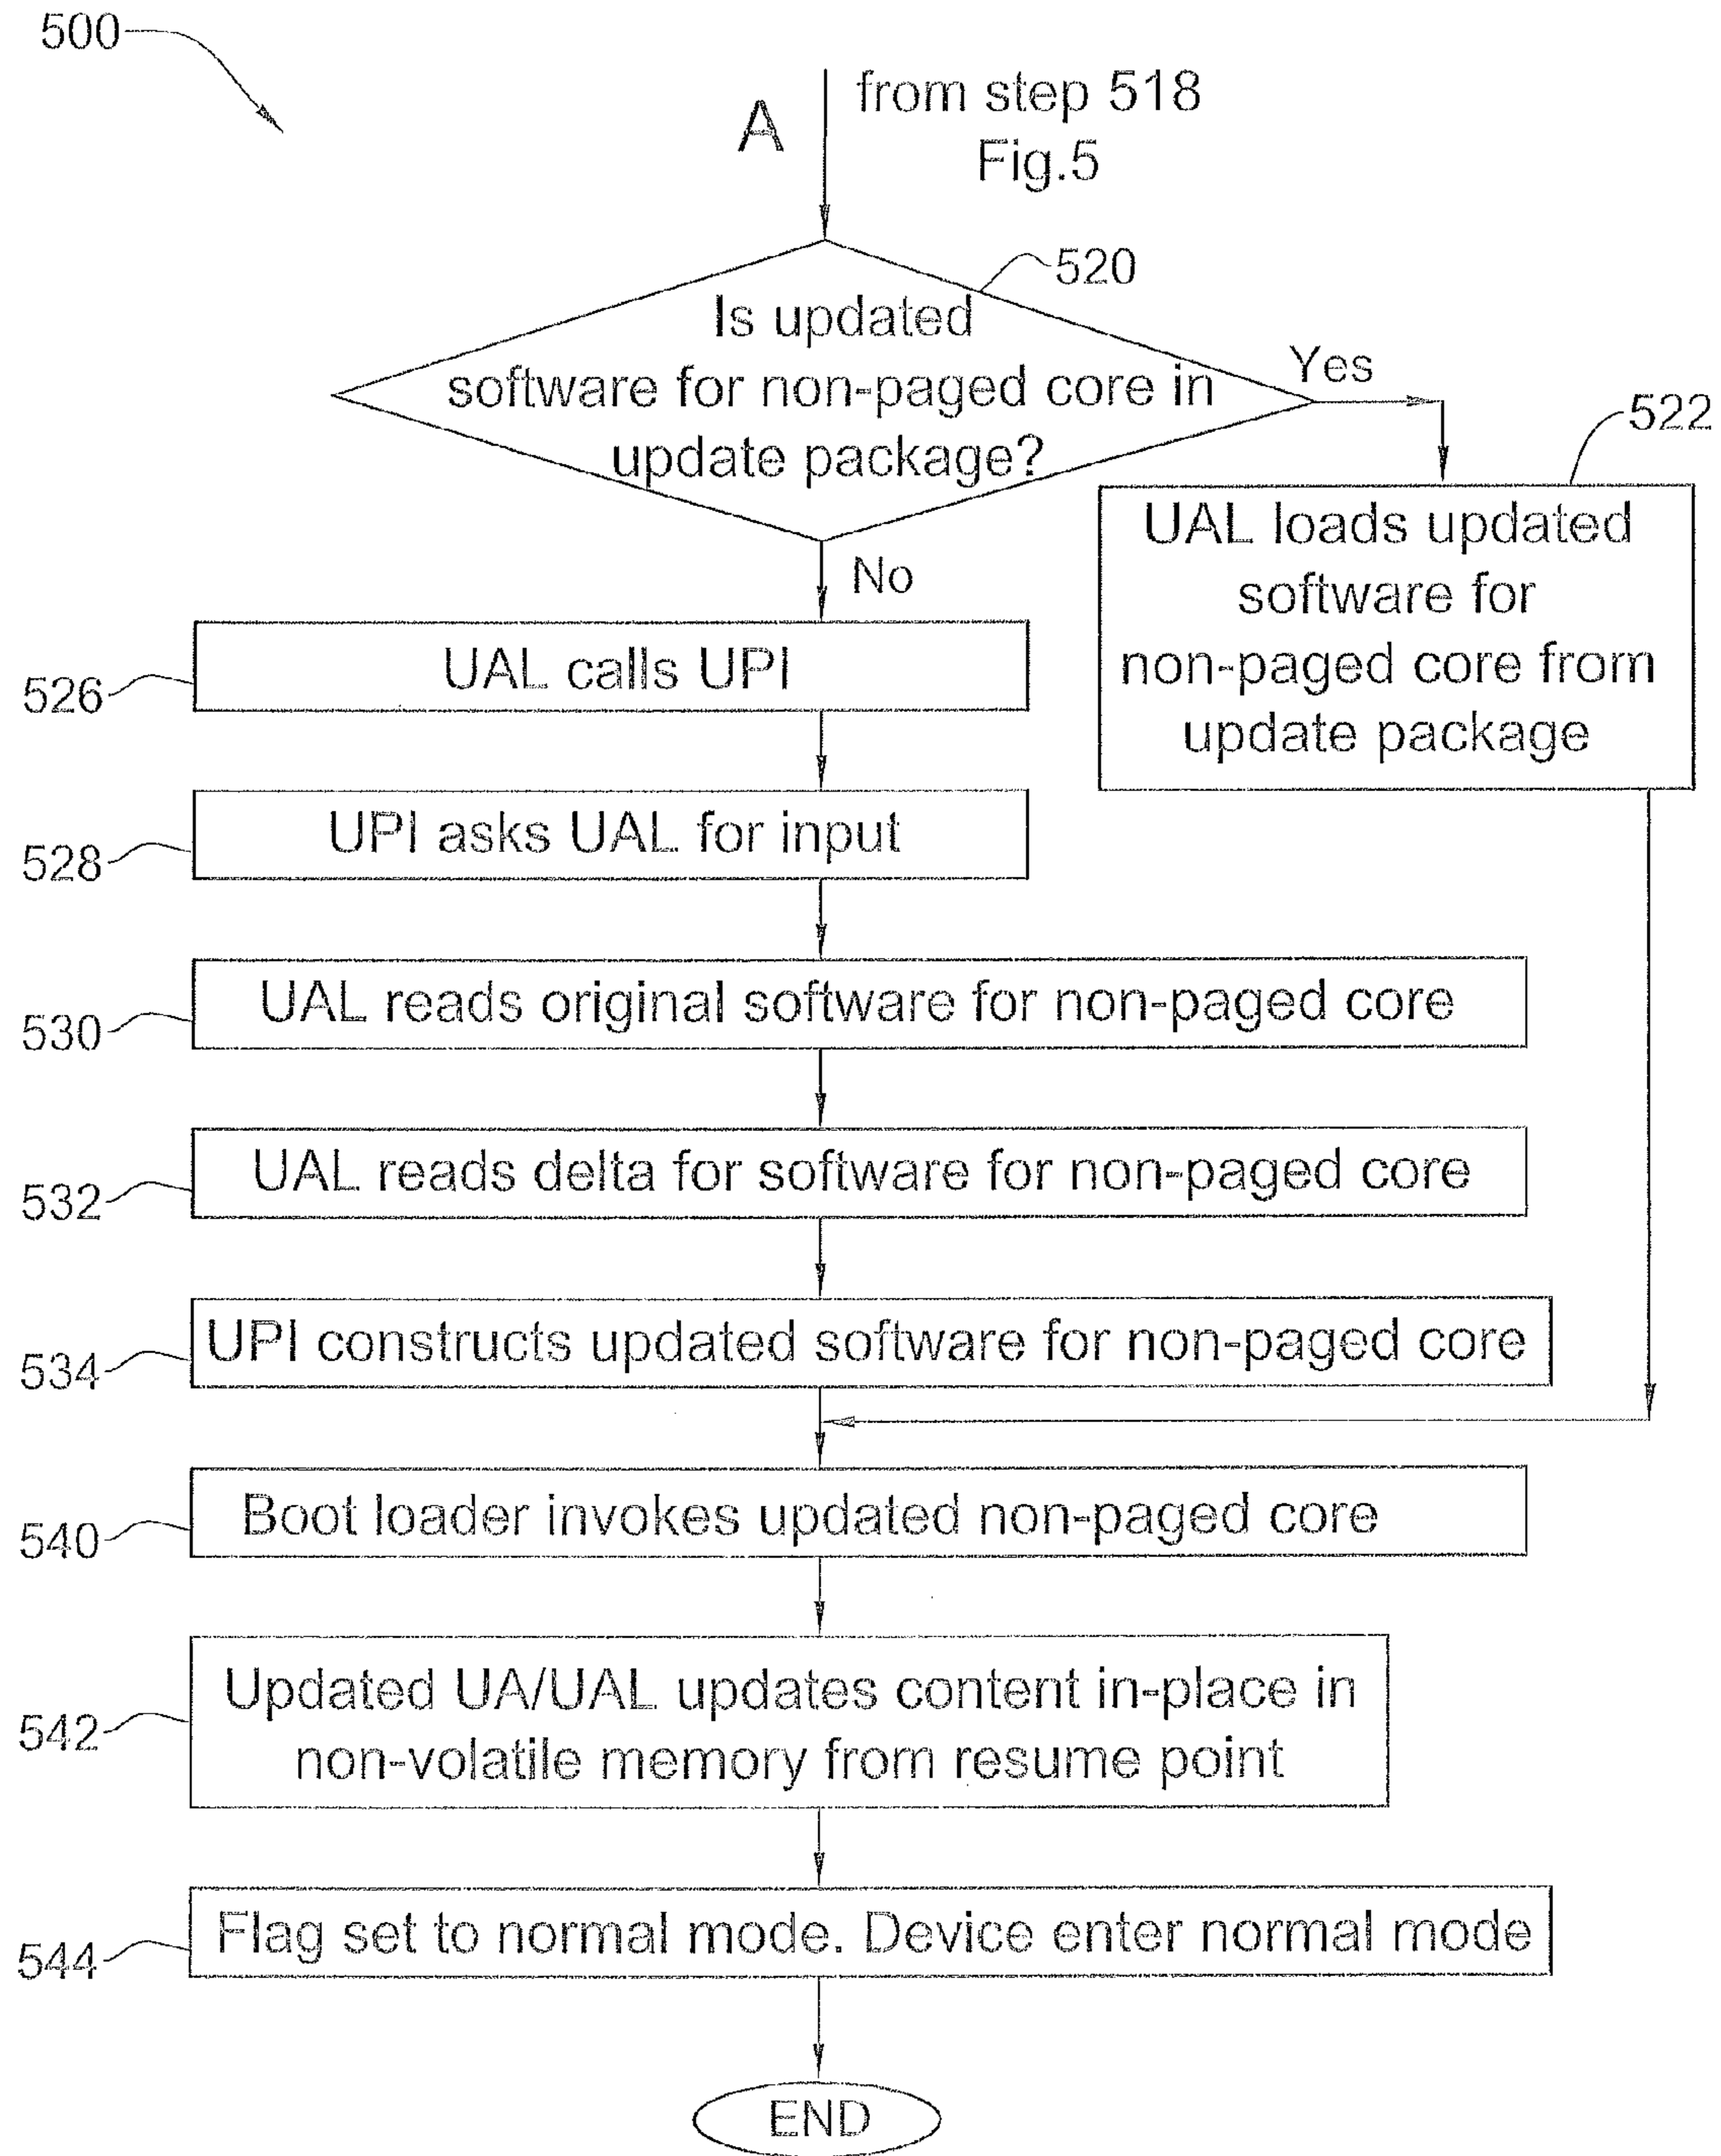 500
A
from step 518
Fig.5
520
Is updated
software for non-paged core in
update package?
Yes
522
UAL loads updated
software for
non-paged core from
update package
No
526
UAL calls UPI
528
UPI asks UAL for input
530
UAL reads original software for non-paged core
532
UAL reads delta for software for non-paged core
534
UPI constructs updated software for non-paged core
540
Boot loader invokes updated non-paged core
542
Updated UA/UAL updates content in-place in
non-volatile memory from resume point
544
Flag set to normal mode. Device enter normal mode
END